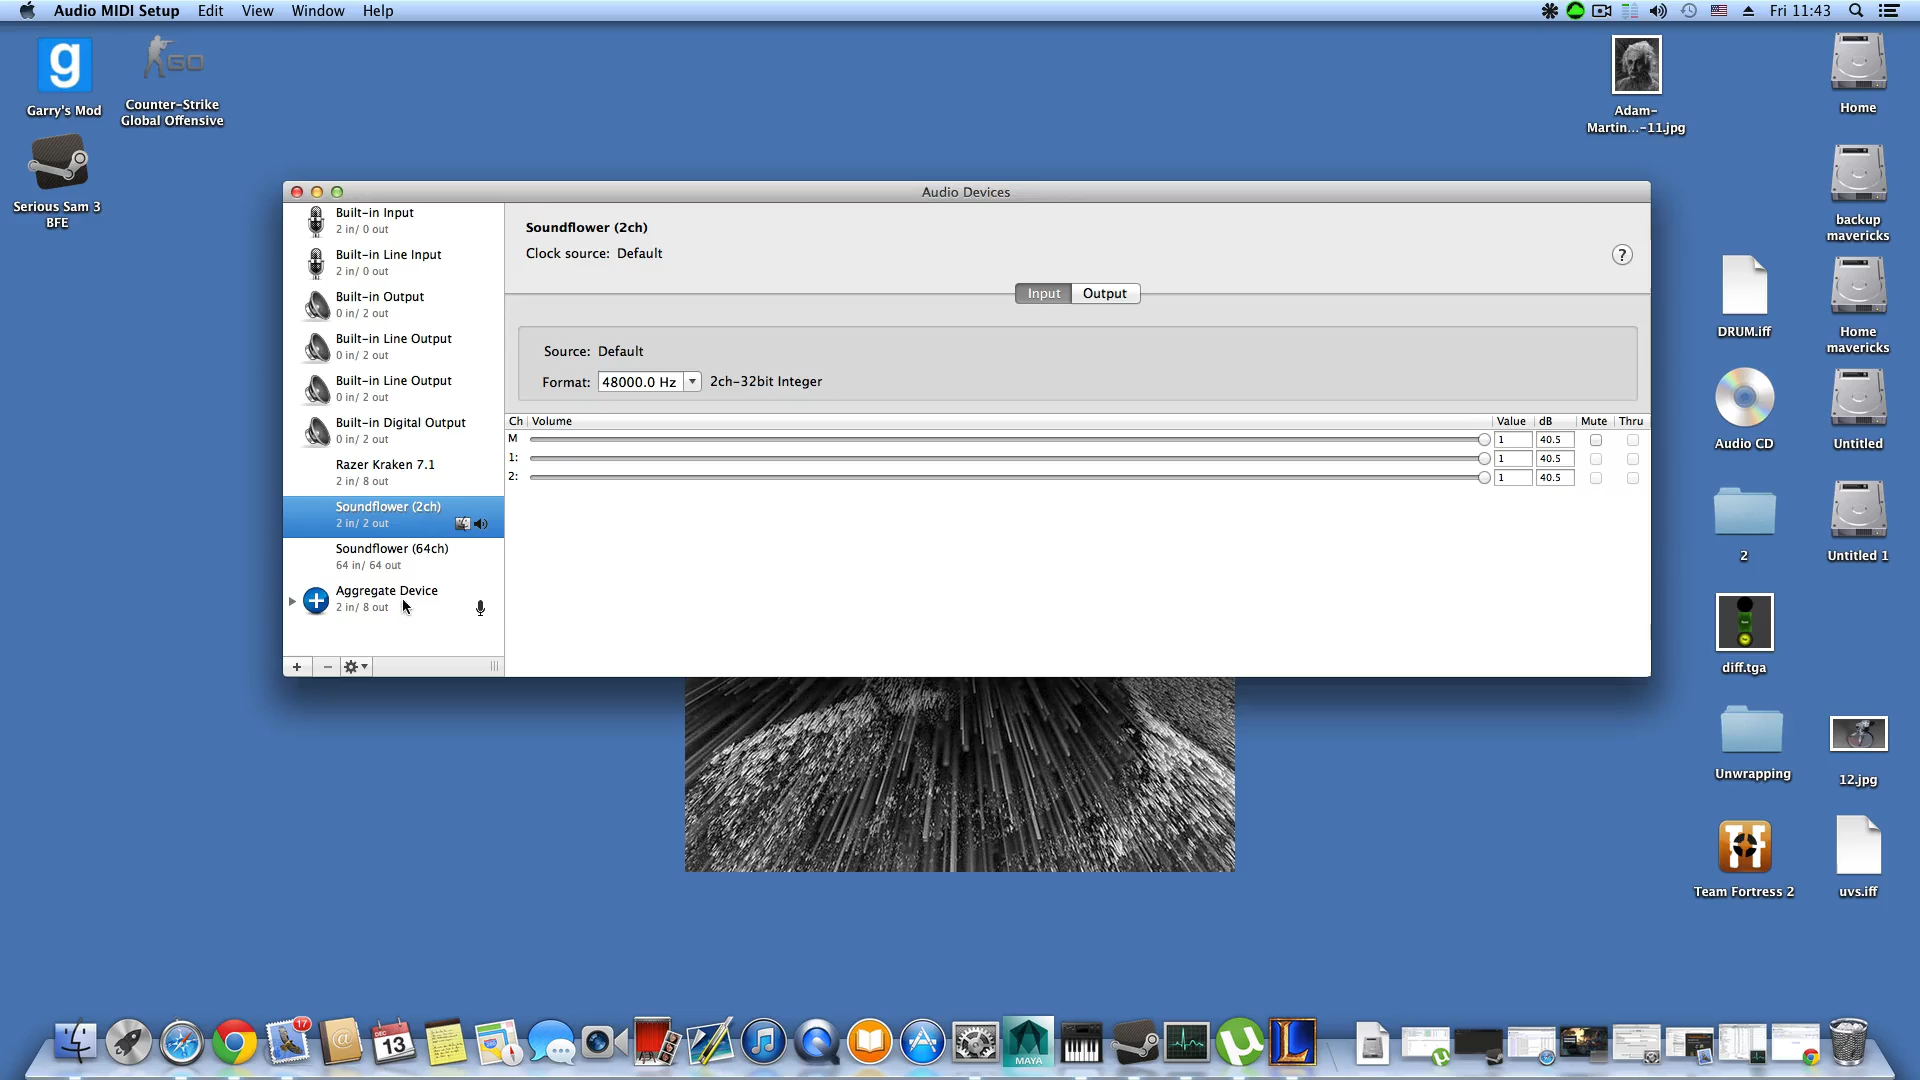 Audio MIDI Setup Edit View Window Help
Fri 11:43
g
GO
Garry's Mod
Counter-Strike
Global Offensive
Serious Sam 3
BFE
Adam-
Martin...-11.jpg
Home
backup
mavericks
DRUM.iff
Home
mavericks
Audio CD
Untitled
2
Untitled 1
diff.tga
Unwrapping
12.jpg
Team Fortress 2
uvs.iff
Audio Devices
Built-in Input
2 in/ 0 out
Built-in Line Input
2 in/ 0 out
Built-in Output
0 in/ 2 out
Built-in Line Output
0 in/ 2 out
Built-in Line Output
0 in/ 2 out
Built-in Digital Output
0 in/ 2 out
Razer Kraken 7.1
2 in/ 8 out
Soundflower (2ch)
2 in/ 2 out
Soundflower (64ch)
64 in/ 64 out
Aggregate Device
2 in/ 8 out
Soundflower (2ch)
Clock source: Default
?
Input Output
Source: Default
Format: 48000.0 Hz 2ch-32bit Integer
Ch Volume Value dB Mute Thru
M 1 40.5
1: 1 40.5
2: 1 40.5
17
DEC
13
MAYA